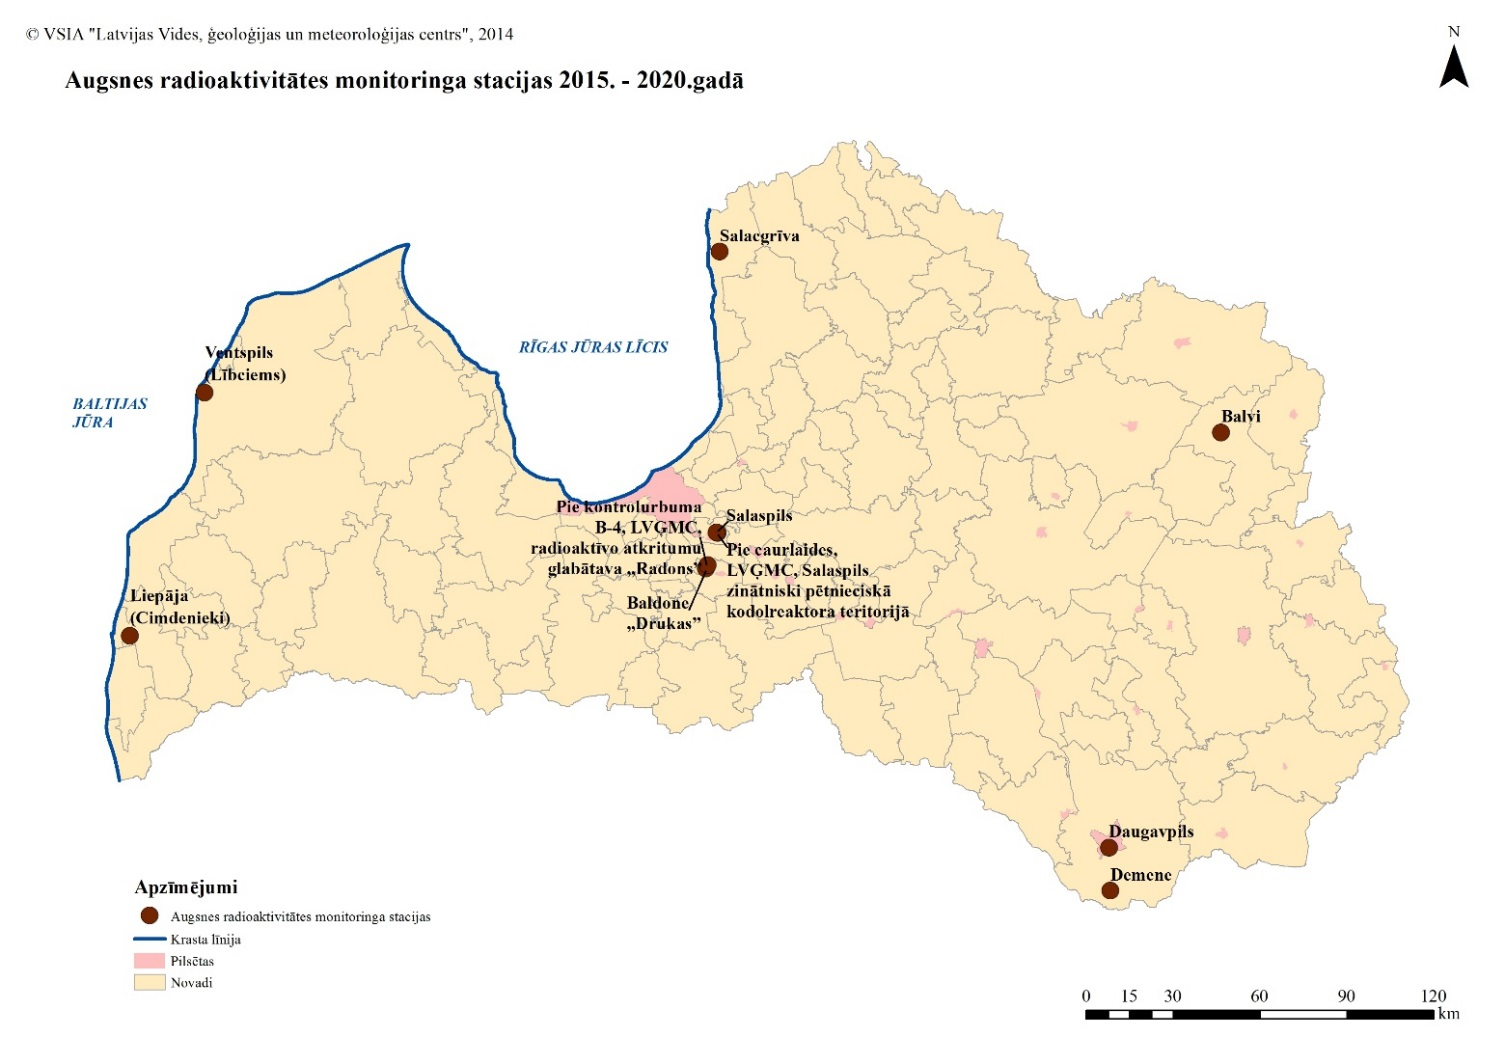 © VSIA "Latvijas Vides, ģeoloģijas un meteoroloģijas centrs", 2014
N
Augsnes radioaktivitātes monitoringa stacijas 2015. - 2020.gadā
Salacgrīva
RĪGAS JŪRAS LĪCIS
Ventspils
(Lībciems)
BALTIJAS
JŪRA
Balvi
Pie kontrolurbuma
B-4, LVĢMC,
radioaktīvo atkritumu
glabātava „Radons”
Salaspils
Pie caurlaides,
LVĢMC, Salaspils
zinātniski pētnieciskā
kodolreaktora teritorijā
Baldone
„Drukas”
Liepāja
(Cimdenieki)
Daugavpils
Demene
Apzīmējumi
Augsnes radioaktivitātes monitoringa stacijas
Krasta līnija
Pilsētas
Novadi
0 15 30 60 90 120
km